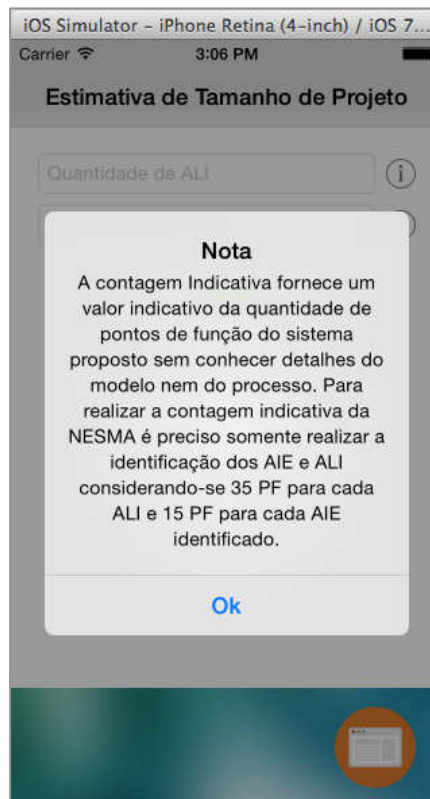 iOS Simulator – iPhone Retina (4-inch) / iOS 7...
Carrier 3:06 PM
Estimativa de Tamanho de Projeto
Quantidade de ALI
Nota
A contagem Indicativa fornece um
valor indicativo da quantidade de
pontos de função do sistema
proposto sem conhecer detalhes do
modelo nem do processo. Para
realizar a contagem indicativa da
NESMA é preciso somente realizar a
identificação dos AIE e ALI
considerando-se 35 PF para cada
ALI e 15 PF para cada AIE
identificado.
Ok